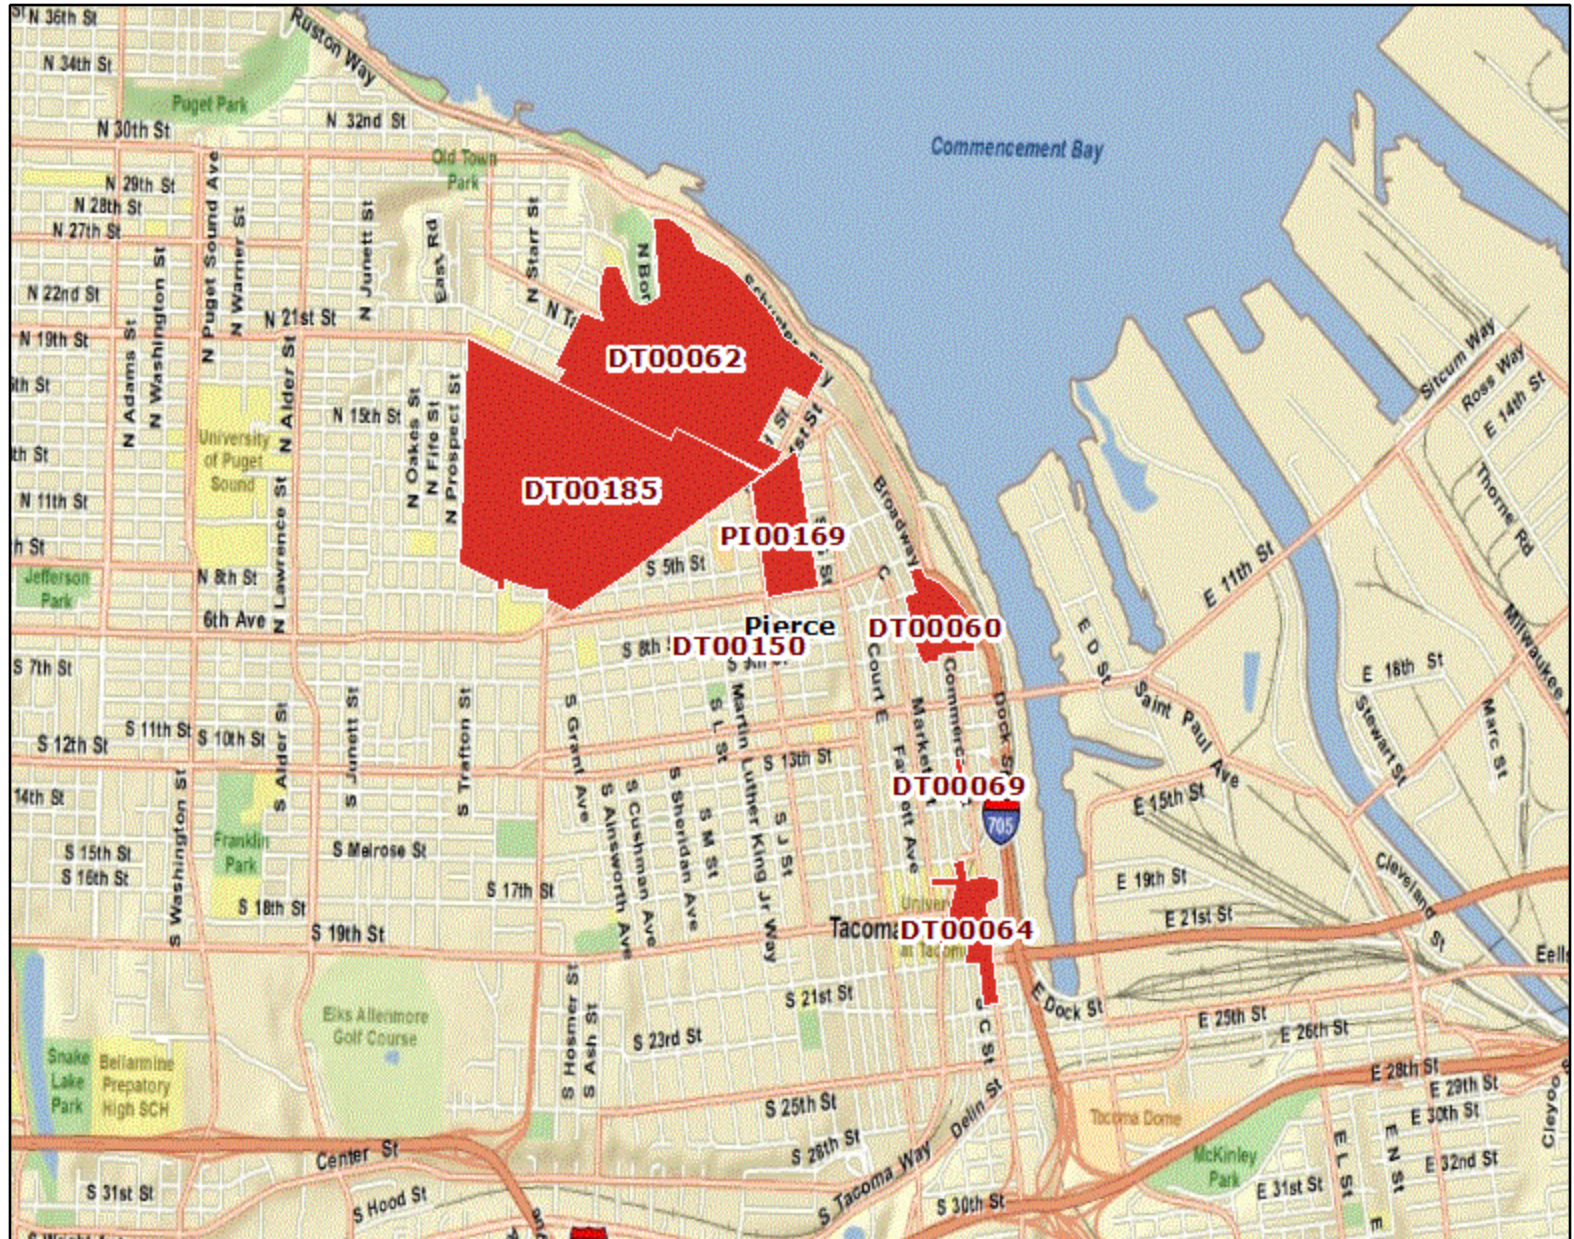 N 36th St
Ruston Way
N 34th St
Puget Park
N 32nd St
N 30th St
Commencement Bay
Old Town
Park
N 29th St
N 28th St
N 27th St
N Puget Sound Ave
N Warner St
N Junett St
East Rd
N Starr St
N Washington St
N Adams St
N 22nd St
N 21st St
N 19th St
N Alder St
DT00062
Sitcum Way
Ross Way
E 14th St
N 15th St
N Oakes St
N Fife St
N Prospect St
University
of Puget
Sound
N 11th St
N Lawrence St
DT00185
Broadway
Thorne Rd
PI00169
S 5th St
E 11th St
Jefferson
Park
N 8th St
6th Ave
Pierce
DT00150
DT00060
S 8th
S 7th St
E D St
E 18th St
Milwaukee
Saint Paul Ave
Stewart St
Marc St
Court E
Market
Commerc
Dock S
S 11th St
S 10th St
S 12th St
S Alder St
S Junett St
S Trafton St
S Grant Ave
S L St
Martin Luther King Jr Way
S 13th St
14th St
S Washington St
S Ainsworth Ave
S Cushman Ave
S Sheridan Ave
S M St
S J St
DT00069
705
E 15th St
Franklin
Park
S Melrose St
S 15th St
S 16th St
S 17th St
S 18th St
S 19th St
E 19th St
E 21st St
Cleveland St
Univer
Tacoma
DT00064
at Tacom
S Hosmer St
S Ash St
S 21st St
S 23rd St
E Dock St
S C St
E 25th St
E 26th St
Elks Allenmore
Golf Course
Snake
Lake
Park
Bellarmine
Prepatory
High SCH
S 25th St
Delin St
Tacoma Dome
E 28th St
E 29th St
E 30th St
McKinley
Park
E L St
E N St
E 32nd St
E 31st St
Center St
S 28th St
S Tacoma Way
S 31st St
S Hood St
S 30th St